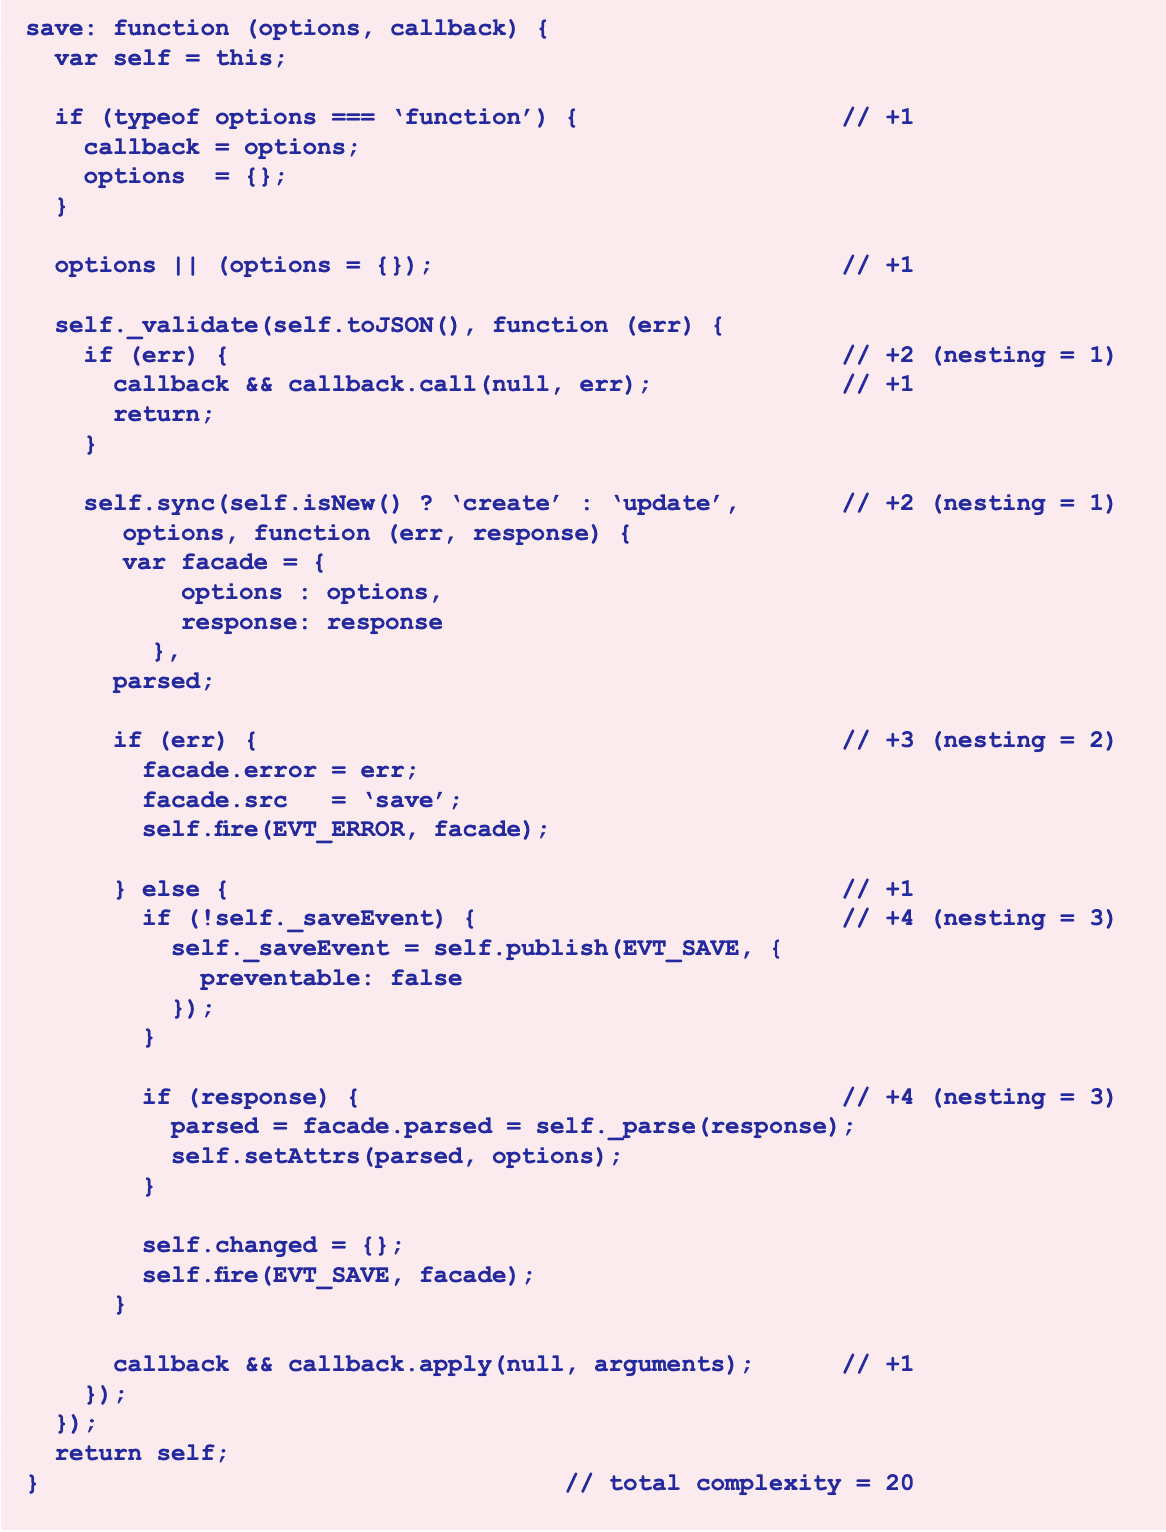 save: function (options, callback) {
  var self = this;

  if (typeof options === ‘function’) {                  // +1
    callback = options;
    options  = {};
  }

  options || (options = {});                            // +1

  self._validate(self.toJSON(), function (err) {
    if (err) {                                          // +2 (nesting = 1)
      callback && callback.call(null, err);             // +1
      return;
    }

    self.sync(self.isNew() ? ‘create’ : ‘update’,       // +2 (nesting = 1)
       options, function (err, response) {
       var facade = {
           options : options,
           response: response
         },
      parsed;

      if (err) {                                        // +3 (nesting = 2)
        facade.error = err;
        facade.src   = ‘save’;
        self.fire(EVT_ERROR, facade);

      } else {                                          // +1
        if (!self._saveEvent) {                         // +4 (nesting = 3)
          self._saveEvent = self.publish(EVT_SAVE, {
            preventable: false
          });
        }

        if (response) {                                 // +4 (nesting = 3)
          parsed = facade.parsed = self._parse(response);
          self.setAttrs(parsed, options);
        }

        self.changed = {};
        self.fire(EVT_SAVE, facade);
      }

      callback && callback.apply(null, arguments);      // +1
    });
  });
  return self;
}                                    // total complexity = 20